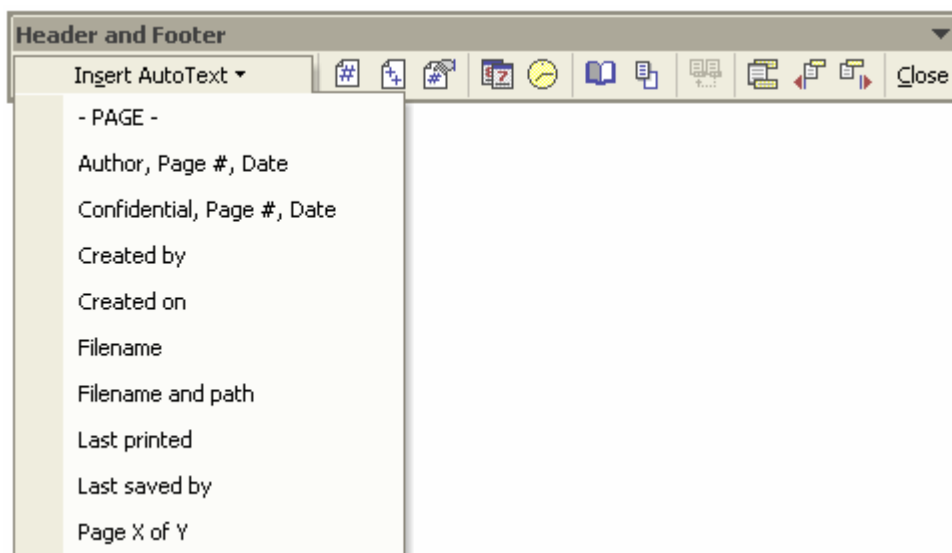 Header and Footer
Insert AutoText Close
- PAGE -
Author, Page #, Date
Confidential, Page #, Date
Created by
Created on
Filename
Filename and path
Last printed
Last saved by
Page X of Y